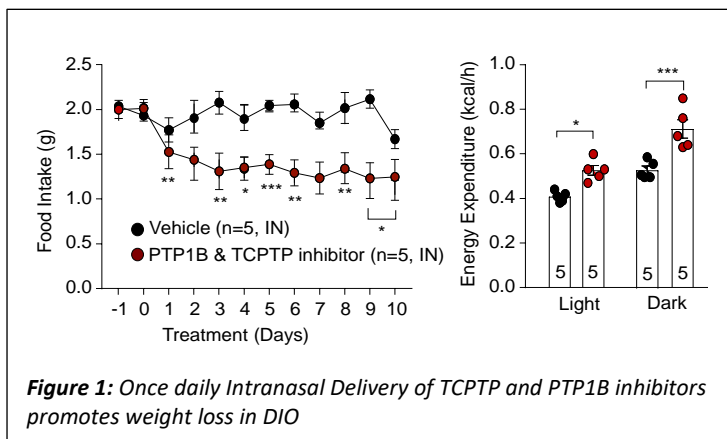 2.5
2.0
1.5
1.0
0.5
0.0
Food Intake (g)
**
**
*
***
**
**
*
Vehicle (n=5, IN)
PTP1B & TCPTP inhibitor (n=5, IN)
-1 0 1 2 3 4 5 6 7 8 9 10
Treatment (Days)
1.0
0.8
0.6
0.4
0.2
0.0
Energy Expenditure (kcal/h)
*
***
5 5 5 5
Light Dark
Figure 1: Once daily Intranasal Delivery of TCPTP and PTP1B inhibitors
promotes weight loss in DIO